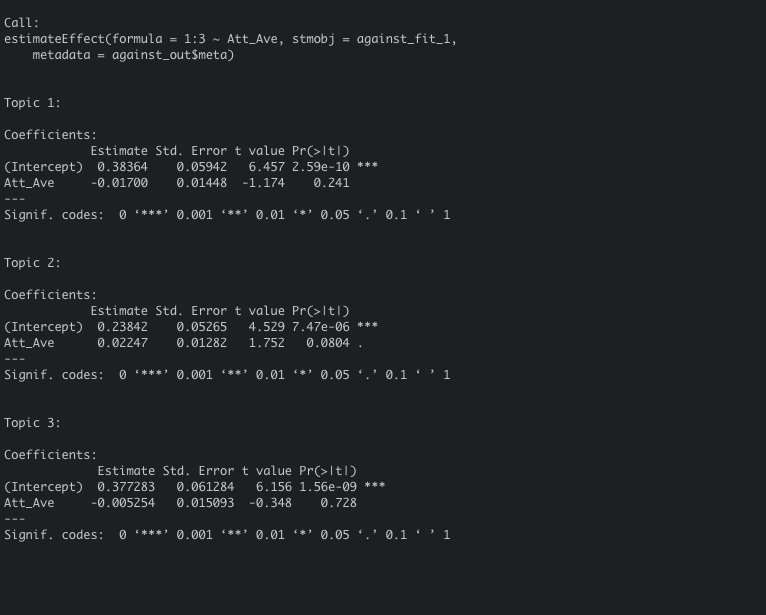 Call:
estimateEffect(formula = 1:3 ~ Att_Ave, stmobj = against_fit_1,
    metadata = against_out$meta)
Topic 1:
Coefficients:
            Estimate Std. Error t value Pr(>|t|)
(Intercept)  0.38364    0.05942   6.457 2.59e-10 ***
Att_Ave     -0.01700    0.01448  -1.174    0.241
---
Signif. codes:  0 ‘***’ 0.001 ‘**’ 0.01 ‘*’ 0.05 ‘.’ 0.1 ‘ ’ 1
Topic 2:
Coefficients:
            Estimate Std. Error t value Pr(>|t|)
(Intercept)  0.23842    0.05265   4.529 7.47e-06 ***
Att_Ave      0.02247    0.01282   1.752   0.0804 .
---
Signif. codes:  0 ‘***’ 0.001 ‘**’ 0.01 ‘*’ 0.05 ‘.’ 0.1 ‘ ’ 1
Topic 3:
Coefficients:
             Estimate Std. Error t value Pr(>|t|)
(Intercept)  0.377283   0.061284   6.156 1.56e-09 ***
Att_Ave     -0.005254   0.015093  -0.348    0.728
---
Signif. codes:  0 ‘***’ 0.001 ‘**’ 0.01 ‘*’ 0.05 ‘.’ 0.1 ‘ ’ 1